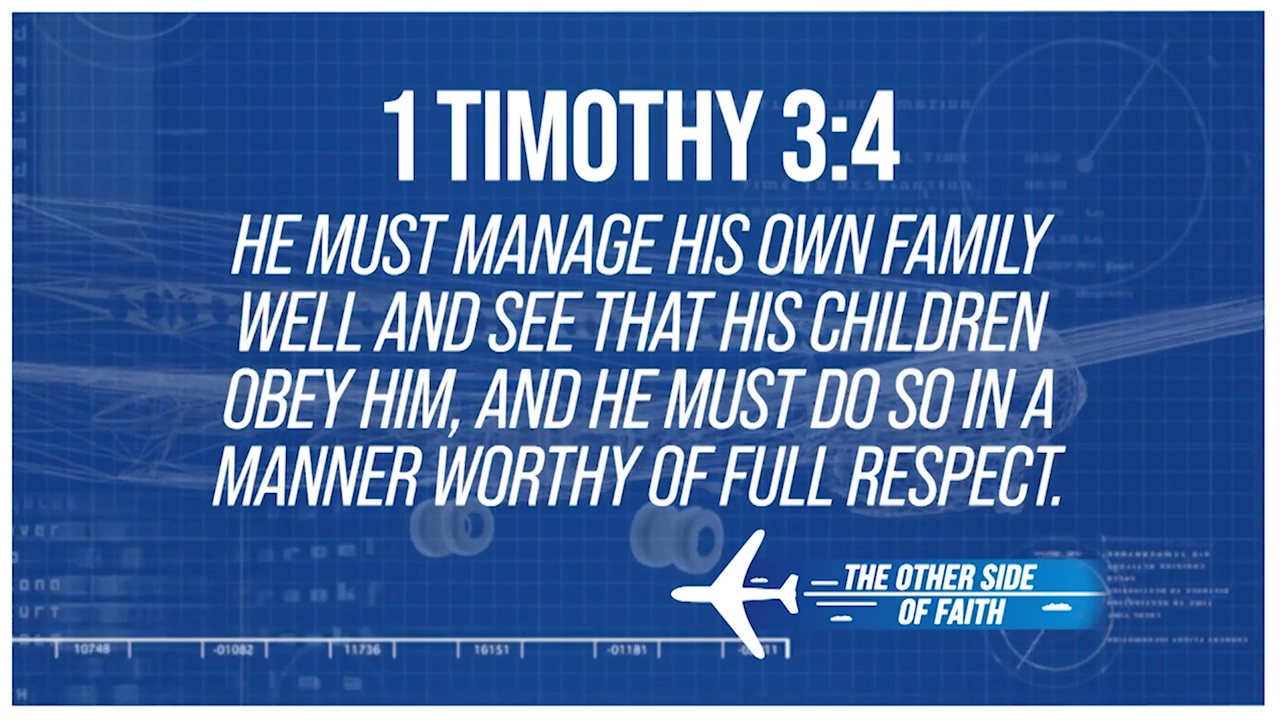 1 TIMOTHY 3:4
HE MUST MANAGE HIS OWN FAMILY
WELL AND SEE THAT HIS CHILDREN
OBEY HIM, AND HE MUST DO SO IN A
MANNER WORTHY OF FULL RESPECT.
THE OTHER SIDE
OF FAITH
10748 -01082 11736 16151 -01181